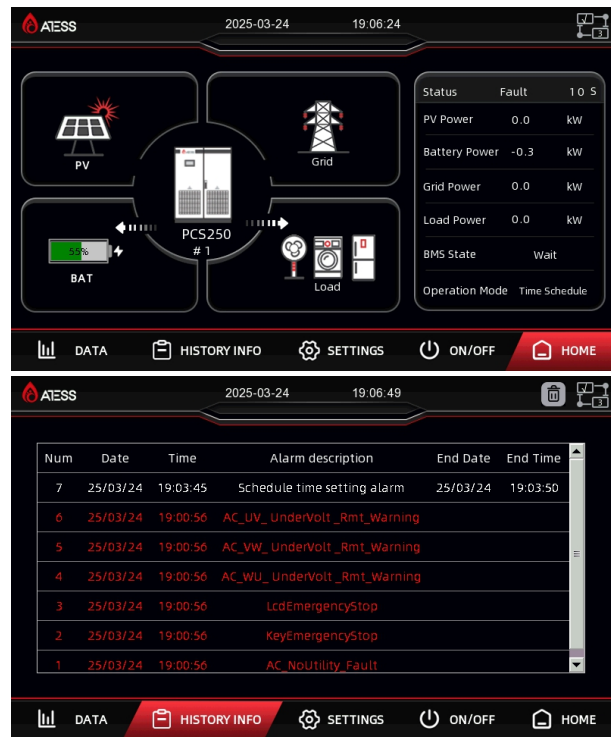 ATESS 2025-03-24 19:06:24
3
Status Fault 10 S
PV Power 0.0 kW
Battery Power -0.3 kW
Grid Power 0.0 kW
Load Power 0.0 kW
BMS State Wait
Operation Mode Time Schedule
PV
Grid
PCS250
#1
55%
BAT
Load
DATA HISTORY INFO SETTINGS ON/OFF HOME
ATESS 2025-03-24 19:06:49
3
Num Date Time Alarm description End Date End Time
7 25/03/24 19:03:45 Schedule time setting alarm 25/03/24 19:03:50
6 25/03/24 19:00:56 AC_UV_ UnderVolt _Rmt_Warning
5 25/03/24 19:00:56 AC_VW_ UnderVolt _Rmt_Warning
4 25/03/24 19:00:56 AC_WU_ UnderVolt _Rmt_Warning
3 25/03/24 19:00:56 LcdEmergencyStop
2 25/03/24 19:00:56 KeyEmergencyStop
1 25/03/24 19:00:56 AC_NoUtility_Fault
DATA HISTORY INFO SETTINGS ON/OFF HOME